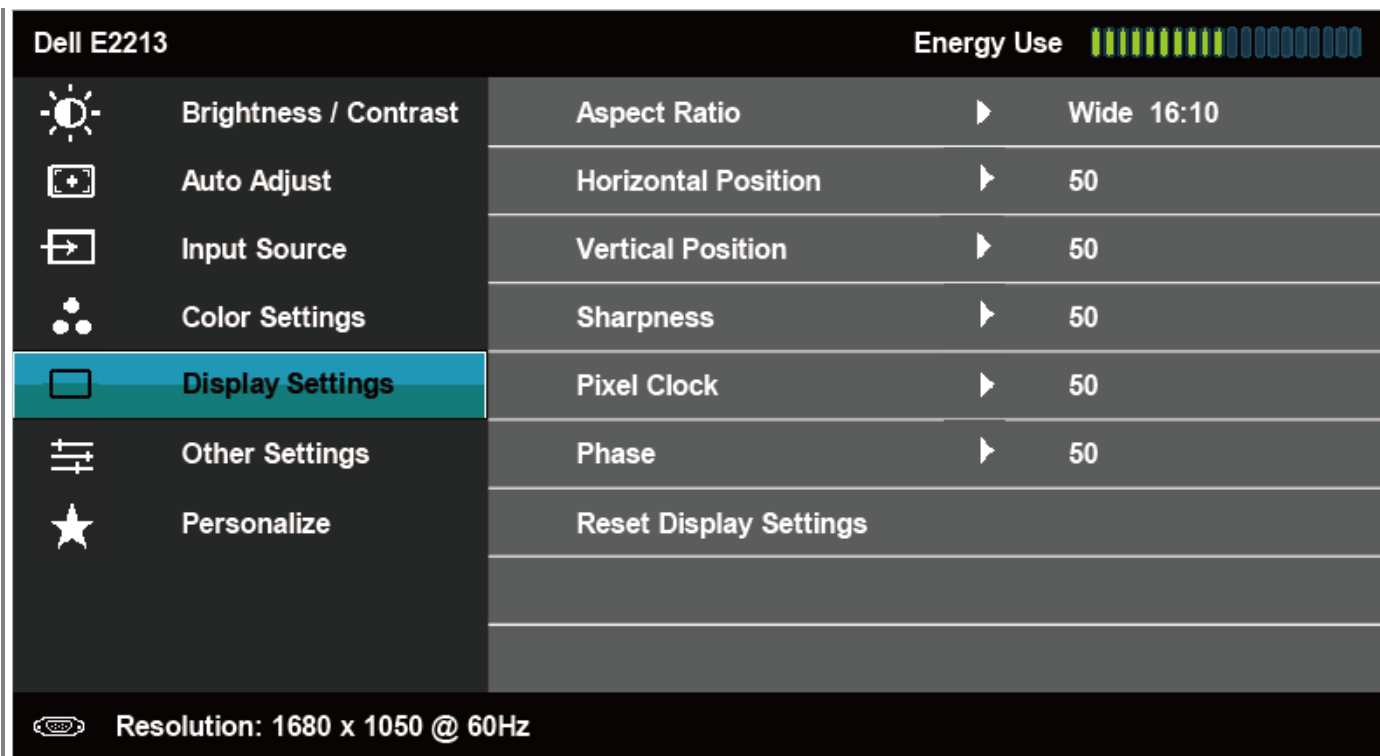 Dell E2213 Energy Use
Brightness / Contrast Aspect Ratio Wide 16:10
Auto Adjust Horizontal Position 50
Input Source Vertical Position 50
Color Settings Sharpness 50
Display Settings Pixel Clock 50
Other Settings Phase 50
Personalize Reset Display Settings
Resolution: 1680 x 1050 @ 60Hz